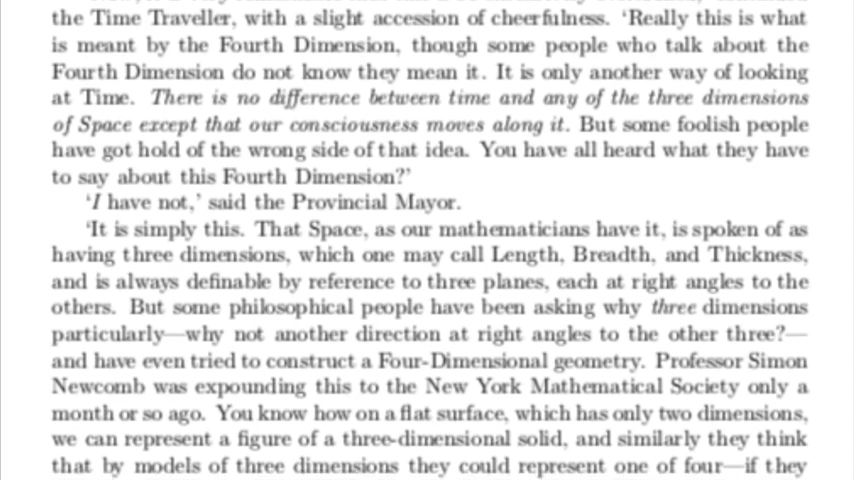 the Time Traveller, with a slight accession of cheerfulness. ‘Really this is what
is meant by the Fourth Dimension, though some people who talk about the
Fourth Dimension do not know they mean it. It is only another way of looking
at Time. There is no difference between time and any of the three dimensions
of Space except that our consciousness moves along it. But some foolish people
have got hold of the wrong side of that idea. You have all heard what they have
to say about this Fourth Dimension?’
‘I have not,’ said the Provincial Mayor.
‘It is simply this. That Space, as our mathematicians have it, is spoken of as
having three dimensions, which one may call Length, Breadth, and Thickness,
and is always definable by reference to three planes, each at right angles to the
others. But some philosophical people have been asking why three dimensions
particularly—why not another direction at right angles to the other three?—
and have even tried to construct a Four-Dimensional geometry. Professor Simon
Newcomb was expounding this to the New York Mathematical Society only a
month or so ago. You know how on a flat surface, which has only two dimensions,
we can represent a figure of a three-dimensional solid, and similarly they think
that by models of three dimensions they could represent one of four—if they